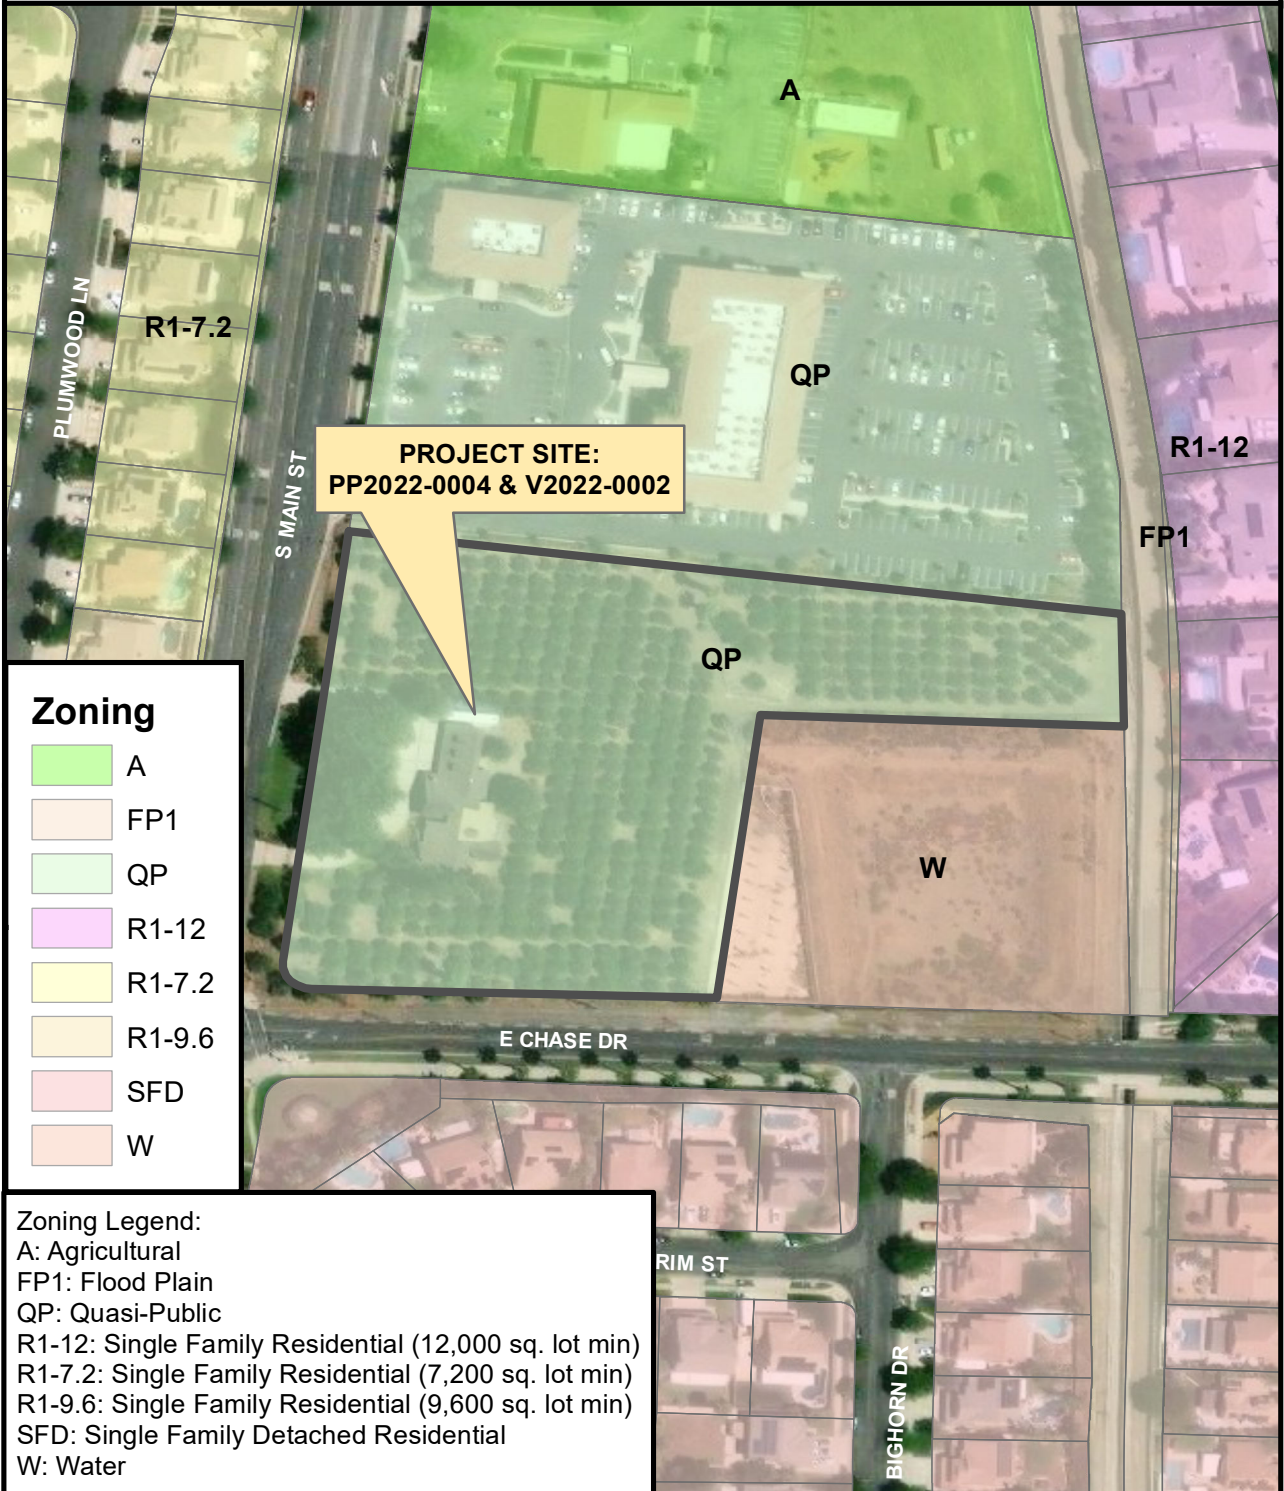 A
R1-7.2
PLUMWOOD LN
QP
R1-12
PROJECT SITE:
PP2022-0004 & V2022-0002
S MAIN ST
FP1
QP
W
E CHASE DR
RIM ST
BIGHORN DR
Zoning
A
FP1
QP
R1-12
R1-7.2
R1-9.6
SFD
W
Zoning Legend:
A: Agricultural
FP1: Flood Plain
QP: Quasi-Public
R1-12: Single Family Residential (12,000 sq. lot min)
R1-7.2: Single Family Residential (7,200 sq. lot min)
R1-9.6: Single Family Residential (9,600 sq. lot min)
SFD: Single Family Detached Residential
W: Water